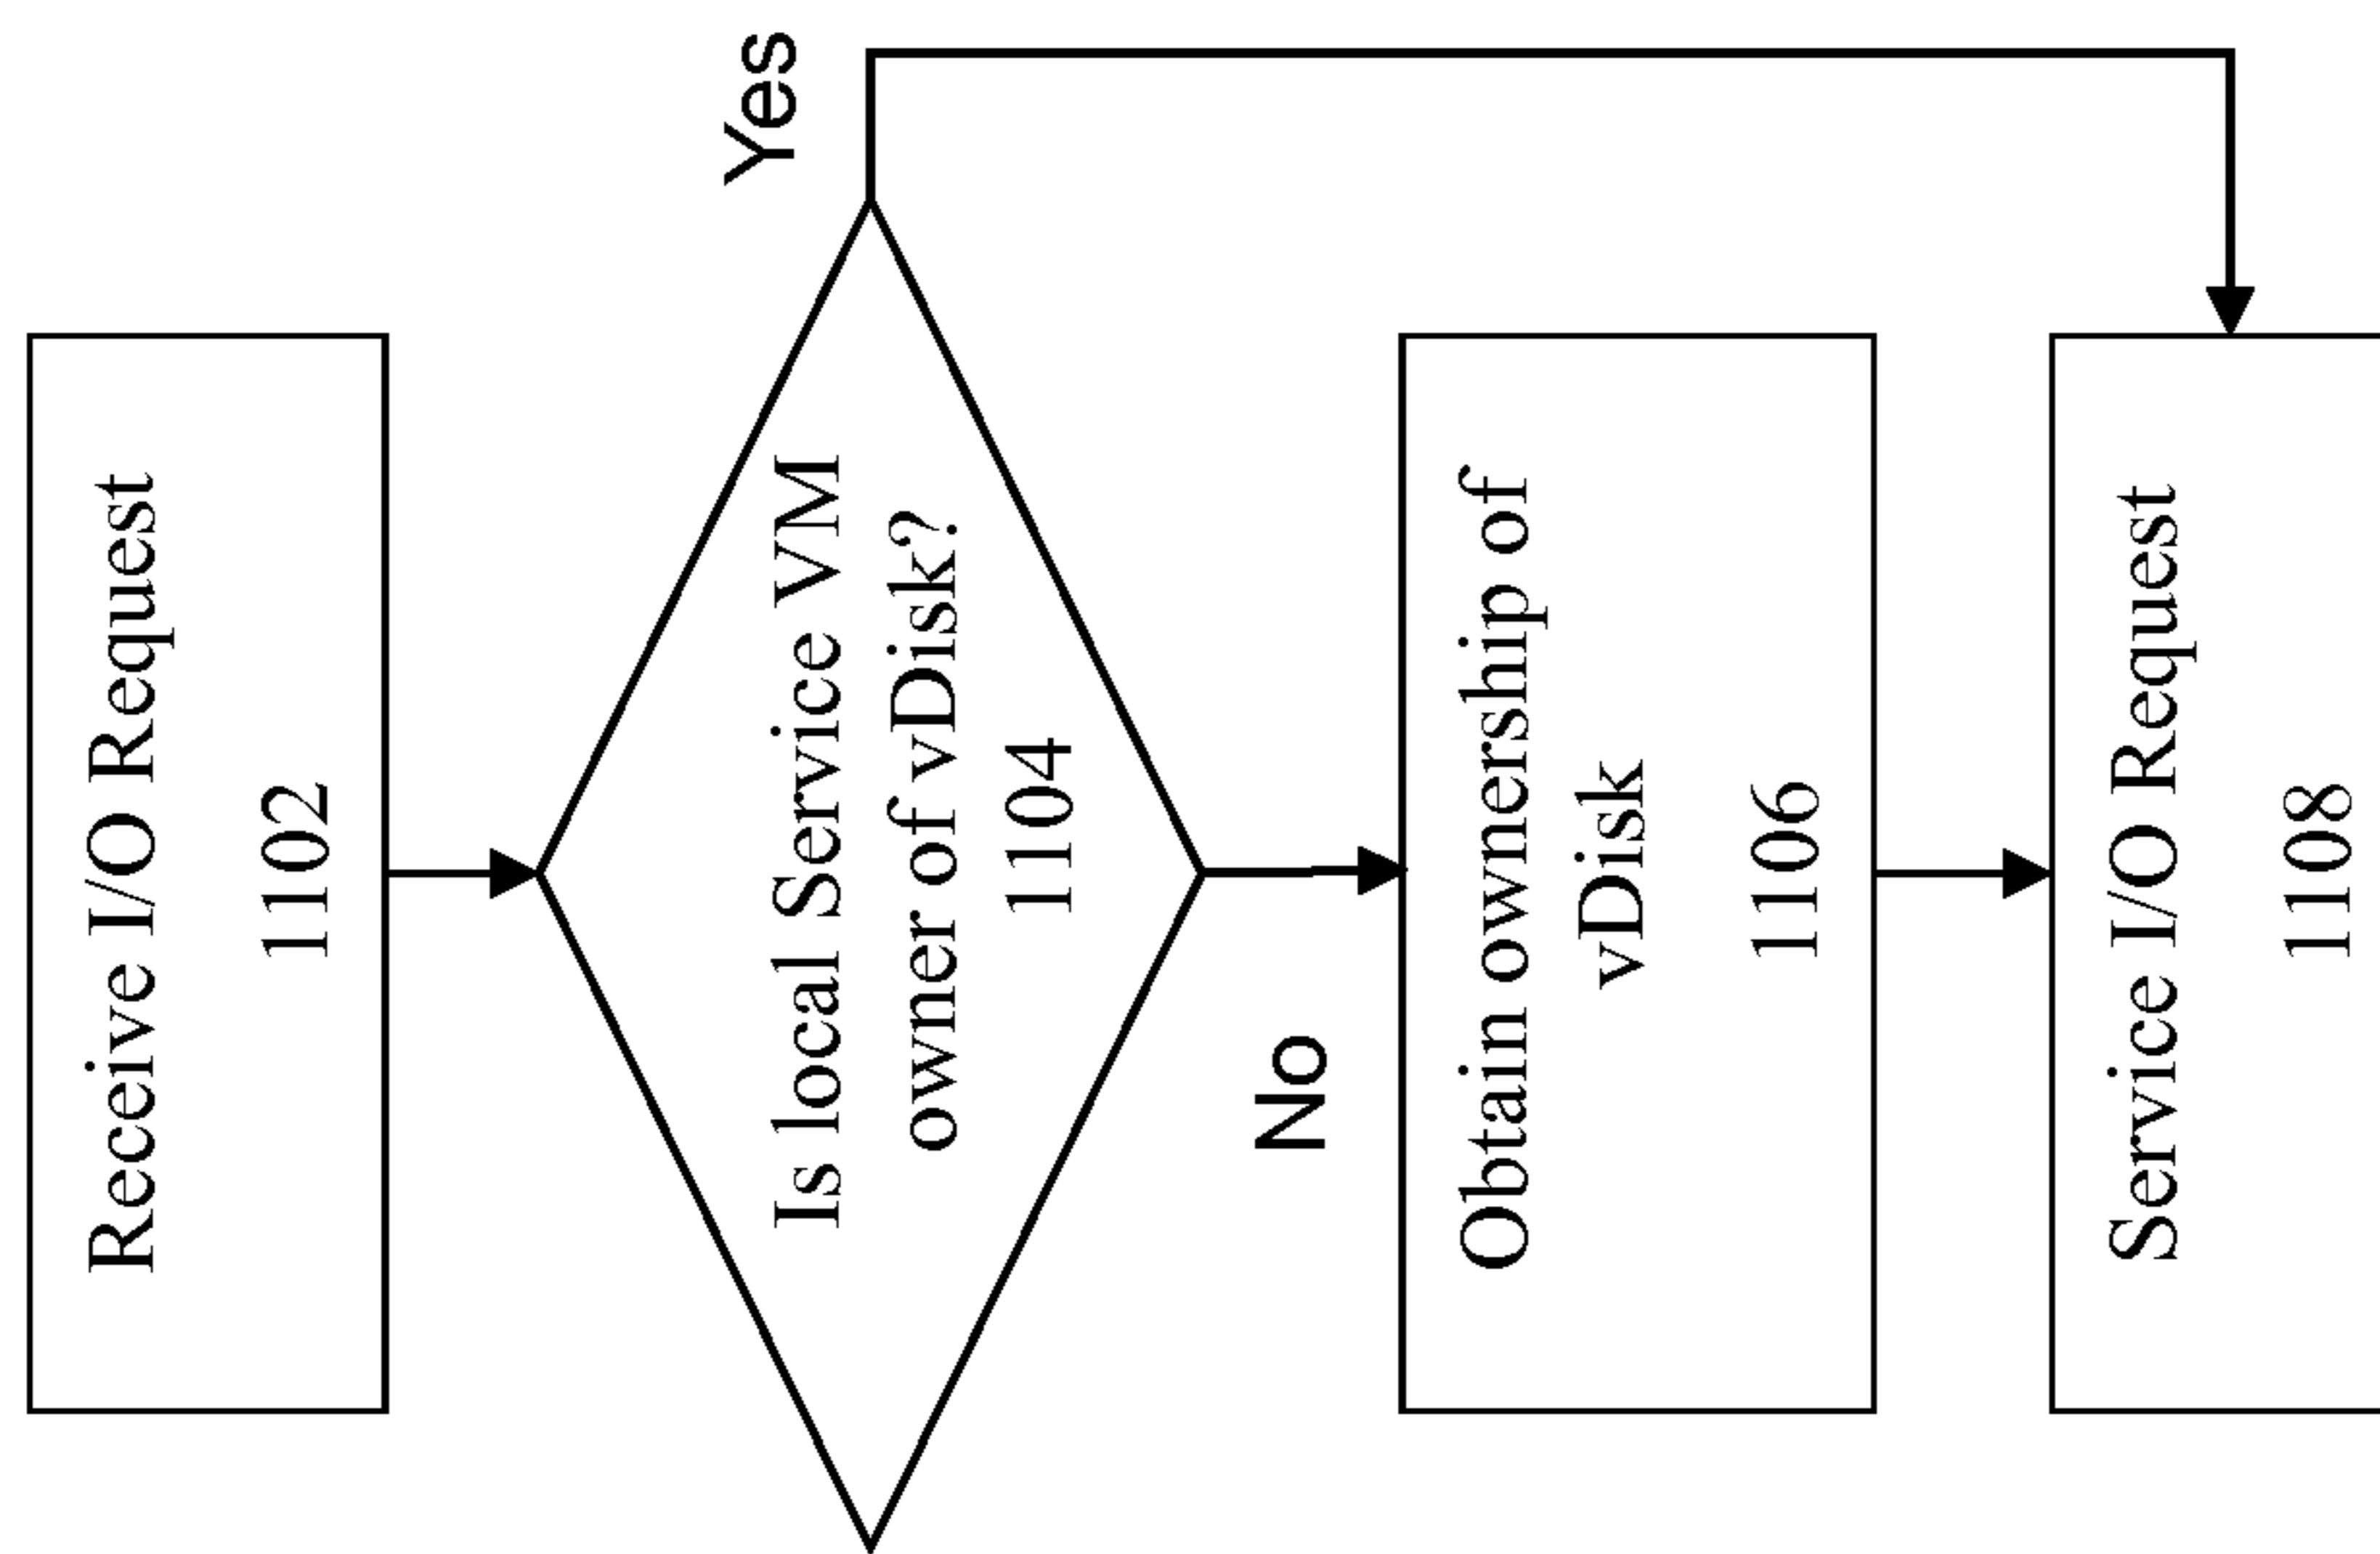 Receive I/O Request
1102
Is local Service VM
owner of vDisk?
1104
Yes
No
Obtain ownership of
vDisk
1106
Service I/O Request
1108